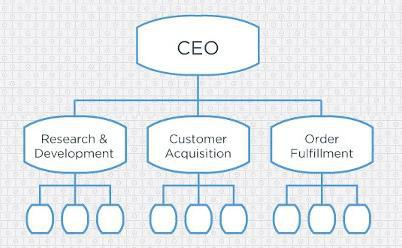 CEO
Research &
Development
Customer
Acquisition
Order
Fulfillment